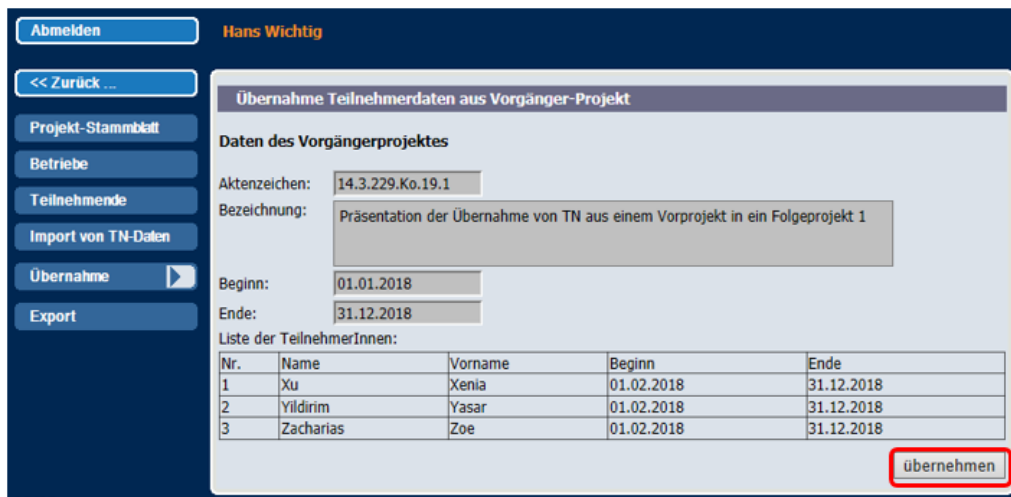 Abmelden
Hans Wichtig
<< Zurück ...
Projekt-Stammblatt
Betriebe
Teilnehmende
Import von TN-Daten
Übernahme
Export
Übernahme Teilnehmerdaten aus Vorgänger-Projekt
Daten des Vorgängerprojektes
Aktenzeichen: 14.3.229.Ko.19.1
Bezeichnung: Präsentation der Übernahme von TN aus einem Vorprojekt in ein Folgeprojekt 1
Beginn: 01.01.2018
Ende: 31.12.2018
Liste der TeilnehmerInnen:
Nr. Name Vorname Beginn Ende
1 Xu Xenia 01.02.2018 31.12.2018
2 Yildirim Yasar 01.02.2018 31.12.2018
3 Zacharias Zoe 01.02.2018 31.12.2018
übernehmen